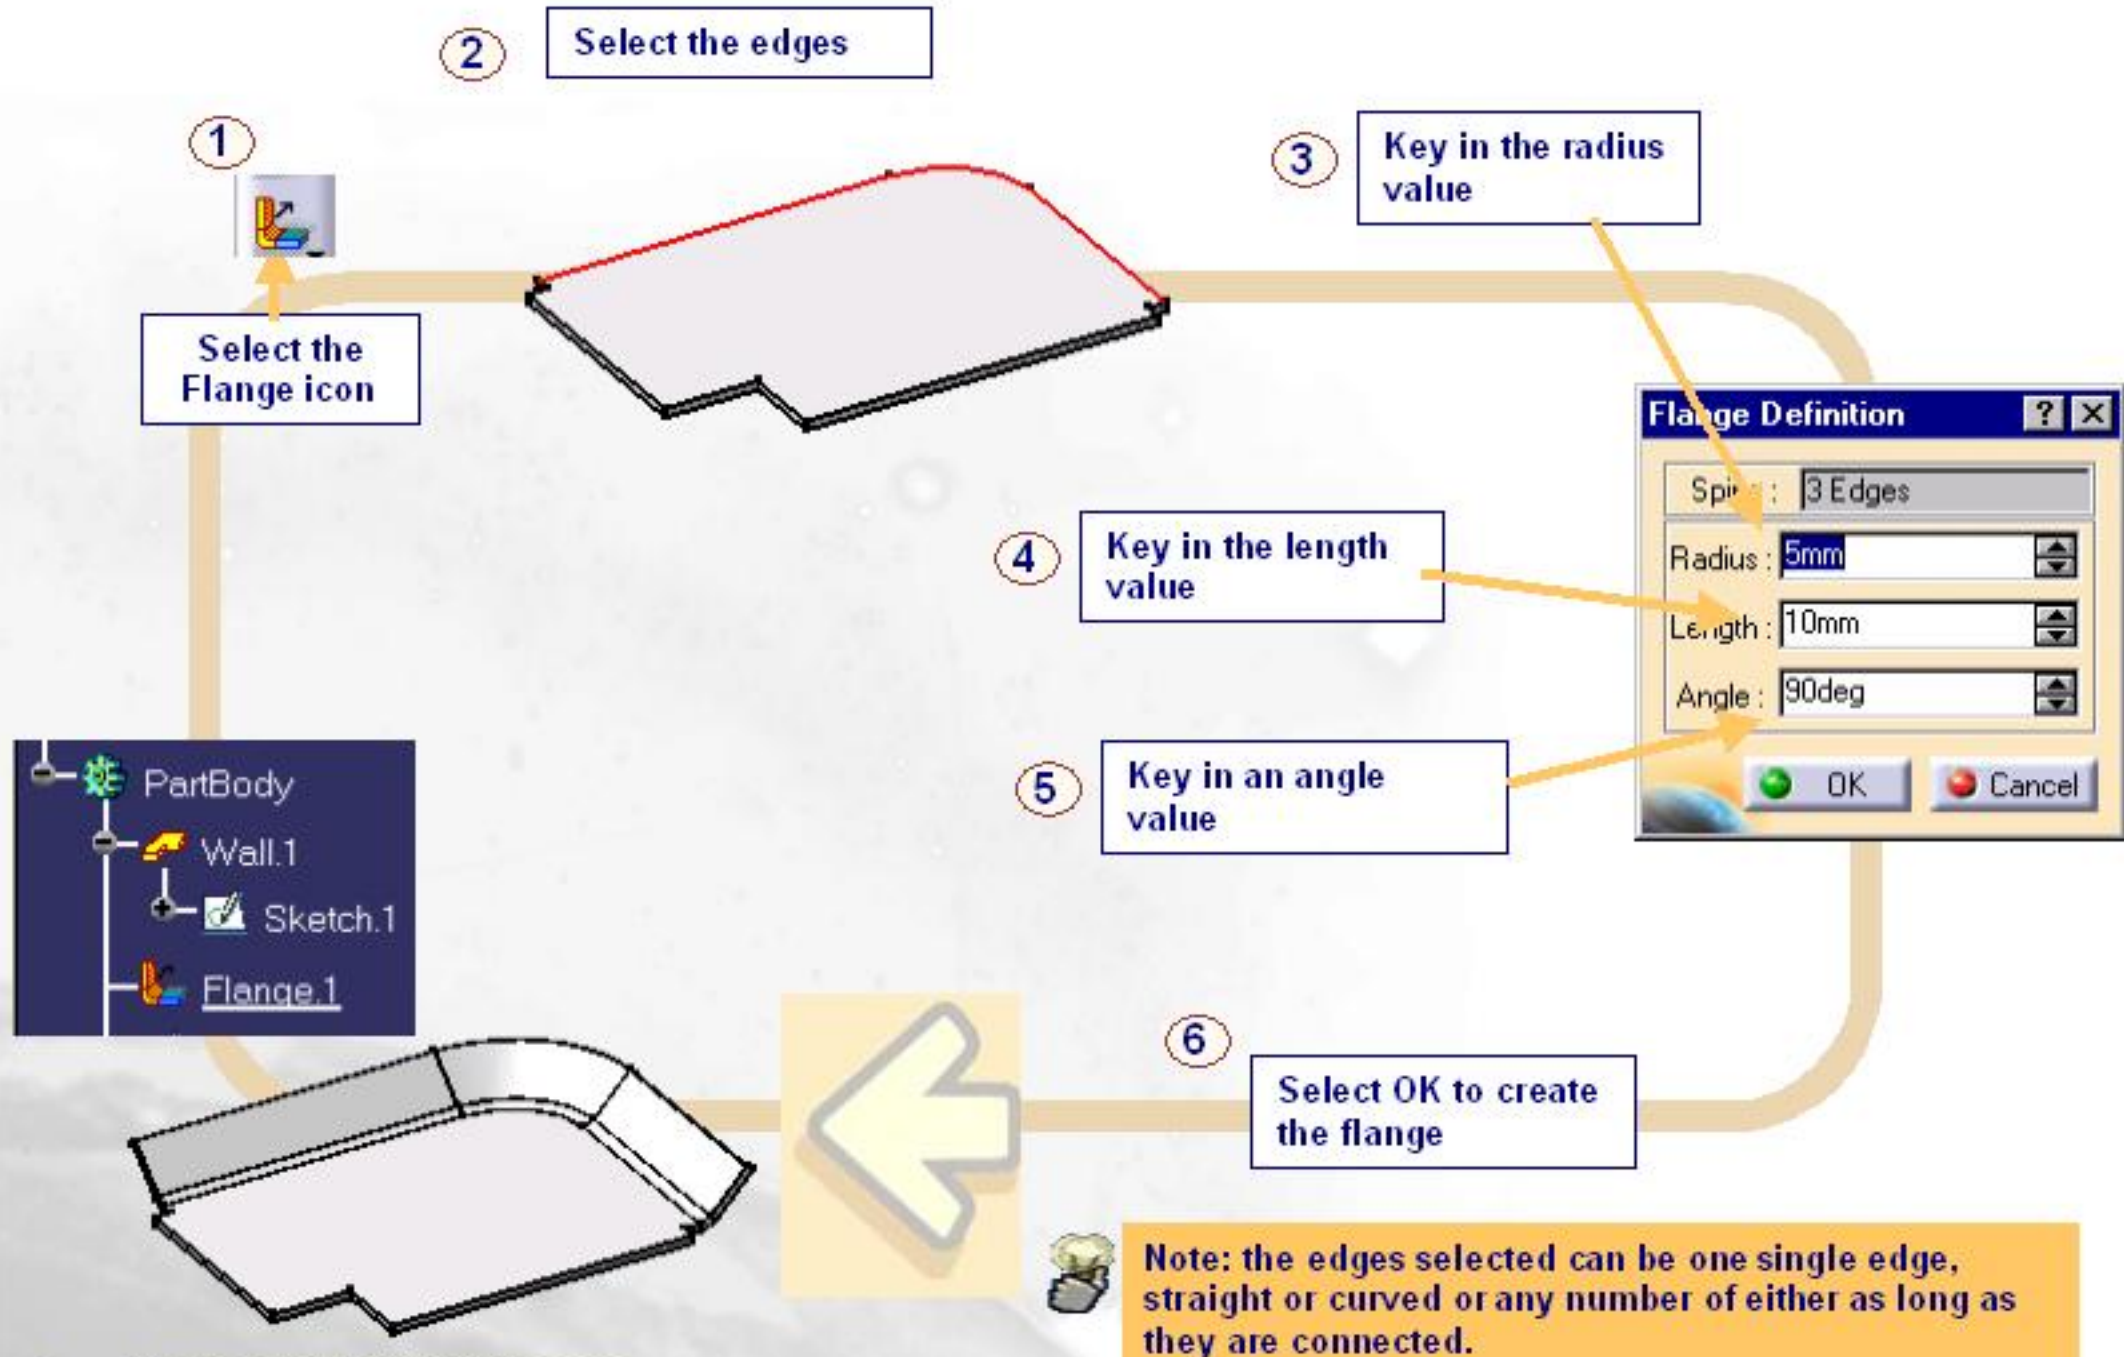 2
Select the edges
1
3
Key in the radius
value
Select the
Flange icon
Flange Definition
? X
3 Edges
4
Key in the length
value
Radius : 5mm
Length : 10mm
Angle : 90deg
5
Key in an angle
value
OK Cancel
PartBody
Wall.1
Sketch.1
Flange.1
6
Select OK to create
the flange
Note: the edges selected can be one single edge,
straight or curved or any number of either as long as
they are connected.